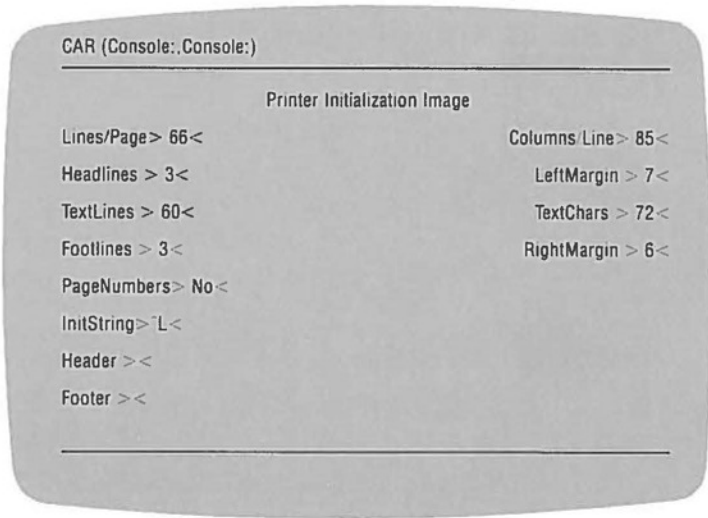 CAR (Console:,Console:)
Printer Initialization Image
Lines/Page> 66< Columns/Line> 85<
Headlines > 3< LeftMargin > 7<
TextLines > 60< TextChars > 72<
Footlines > 3< RightMargin > 6<
PageNumbers> No<
InitString>^L<
Header ><
Footer ><